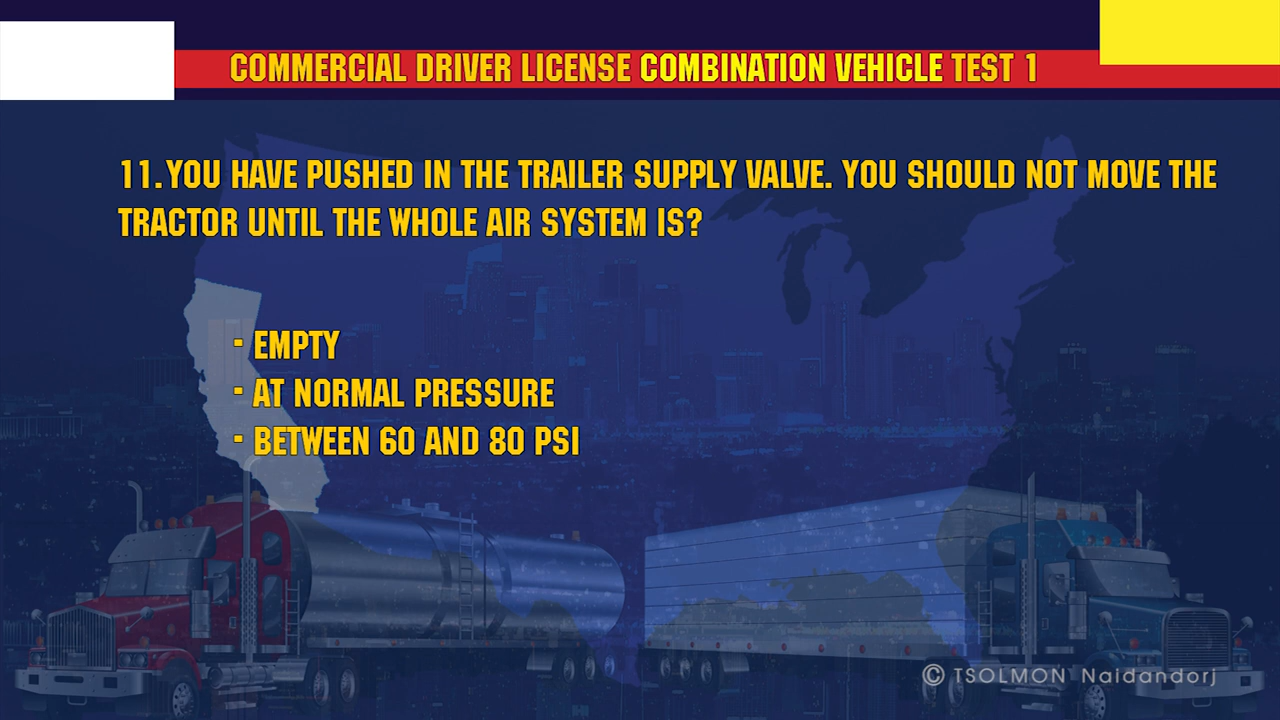 COMMERCIAL DRIVER LICENSE COMBINATION VEHICLE TEST 1
11.YOU HAVE PUSHED IN THE TRAILER SUPPLY VALVE. YOU SHOULD NOT MOVE THE
TRACTOR UNTIL THE WHOLE AIR SYSTEM IS?
- EMPTY
- AT NORMAL PRESSURE
- BETWEEN 60 AND 80 PSI
© TSOLMON Naidandorj